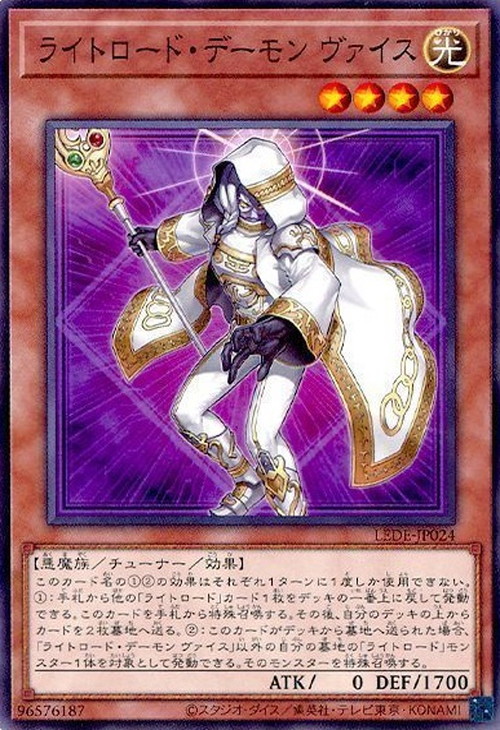 ライトロード・デーモン ヴァイス
光
LEDE-JP024
【悪魔族／チューナー／効果】
このカード名の①②の効果はそれぞれ1ターンに1度しか使用できない。
①：手札から他の「ライトロード」カード1枚をデッキの一番上に戻して発動
できる。このカードを手札から特殊召喚する。その後、自分のデッキの上から
カードを2枚墓地へ送る。②：このカードがデッキから墓地へ送られた場合、
「ライトロード・デーモン ヴァイス」以外の自分の墓地の「ライトロード」モンス
ター1体を対象として発動できる。そのモンスターを特殊召喚する。
ATK/ 0 DEF/1700
96576187 ©スタジオ・ダイス／集英社・テレビ東京・KONAMI